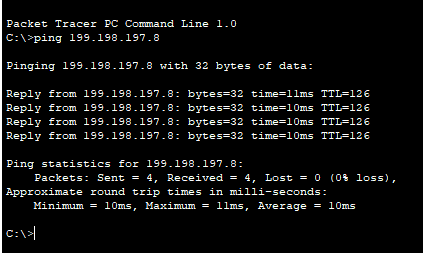 Packet Tracer PC Command Line 1.0
C:\>ping 199.198.197.8
Pinging 199.198.197.8 with 32 bytes of data:
Reply from 199.198.197.8: bytes=32 time=11ms TTL=126
Reply from 199.198.197.8: bytes=32 time=10ms TTL=126
Reply from 199.198.197.8: bytes=32 time=10ms TTL=126
Reply from 199.198.197.8: bytes=32 time=10ms TTL=126
Ping statistics for 199.198.197.8:
Packets: Sent = 4, Received = 4, Lost = 0 (0% loss),
Approximate round trip times in milli-seconds:
Minimum = 10ms, Maximum = 11ms, Average = 10ms
C:\>